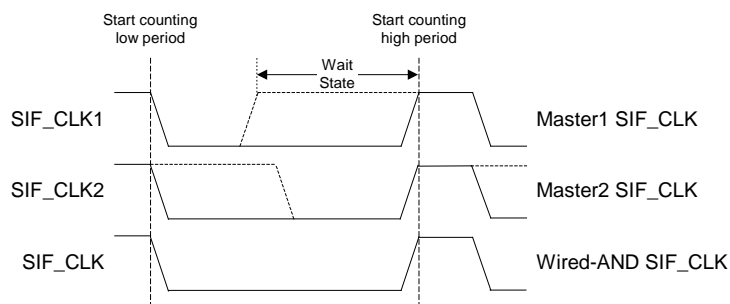 Start counting
low period
Start counting
high period
Wait
State
SIF_CLK1
Master1 SIF_CLK
SIF_CLK2
Master2 SIF_CLK
SIF_CLK
Wired-AND SIF_CLK